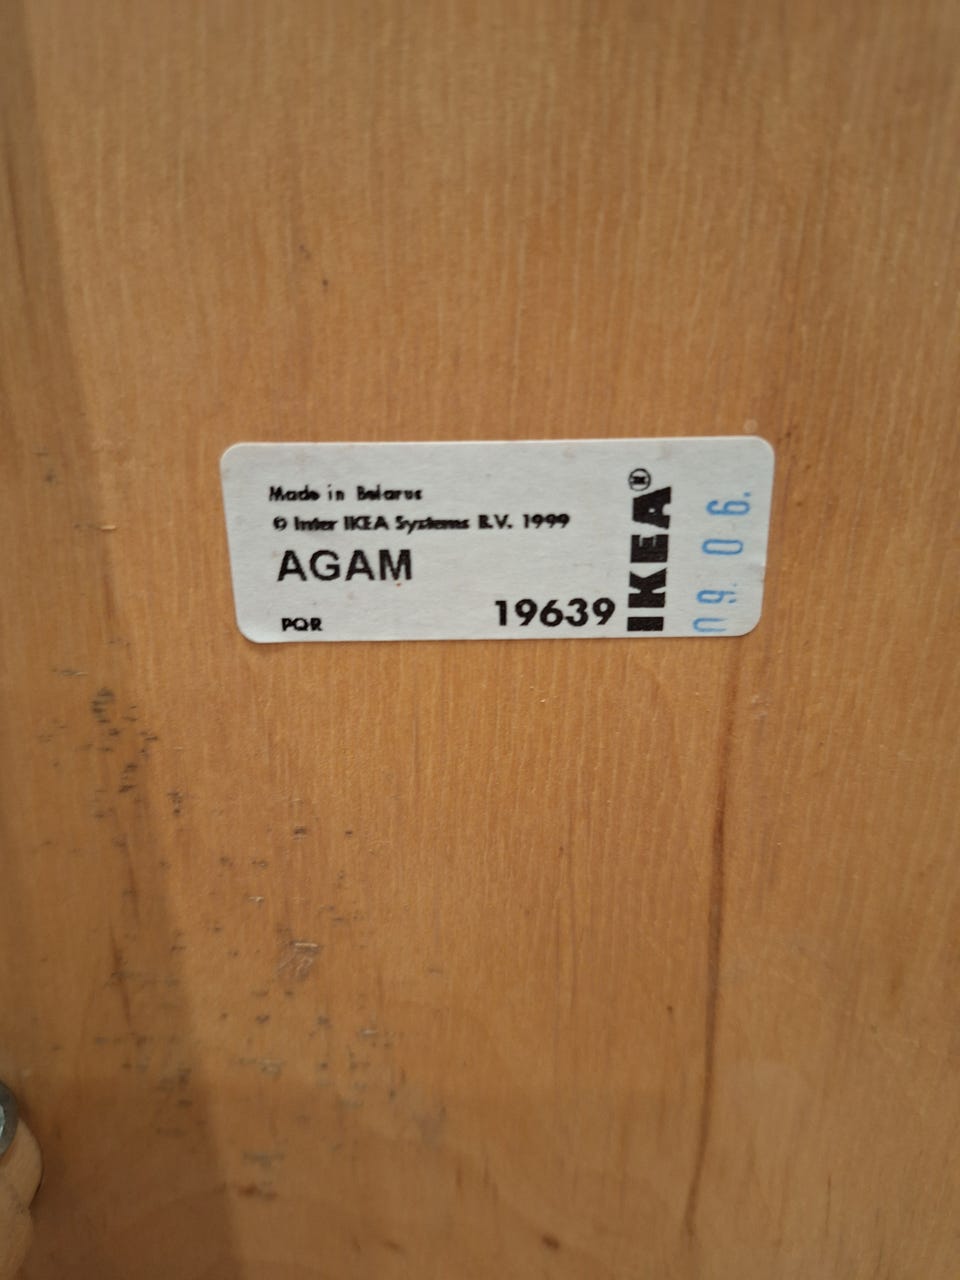 Made in Belarus
© Inter IKEA Systems B.V. 1999
AGAM
PQR
19639
IKEA®
09. 06.